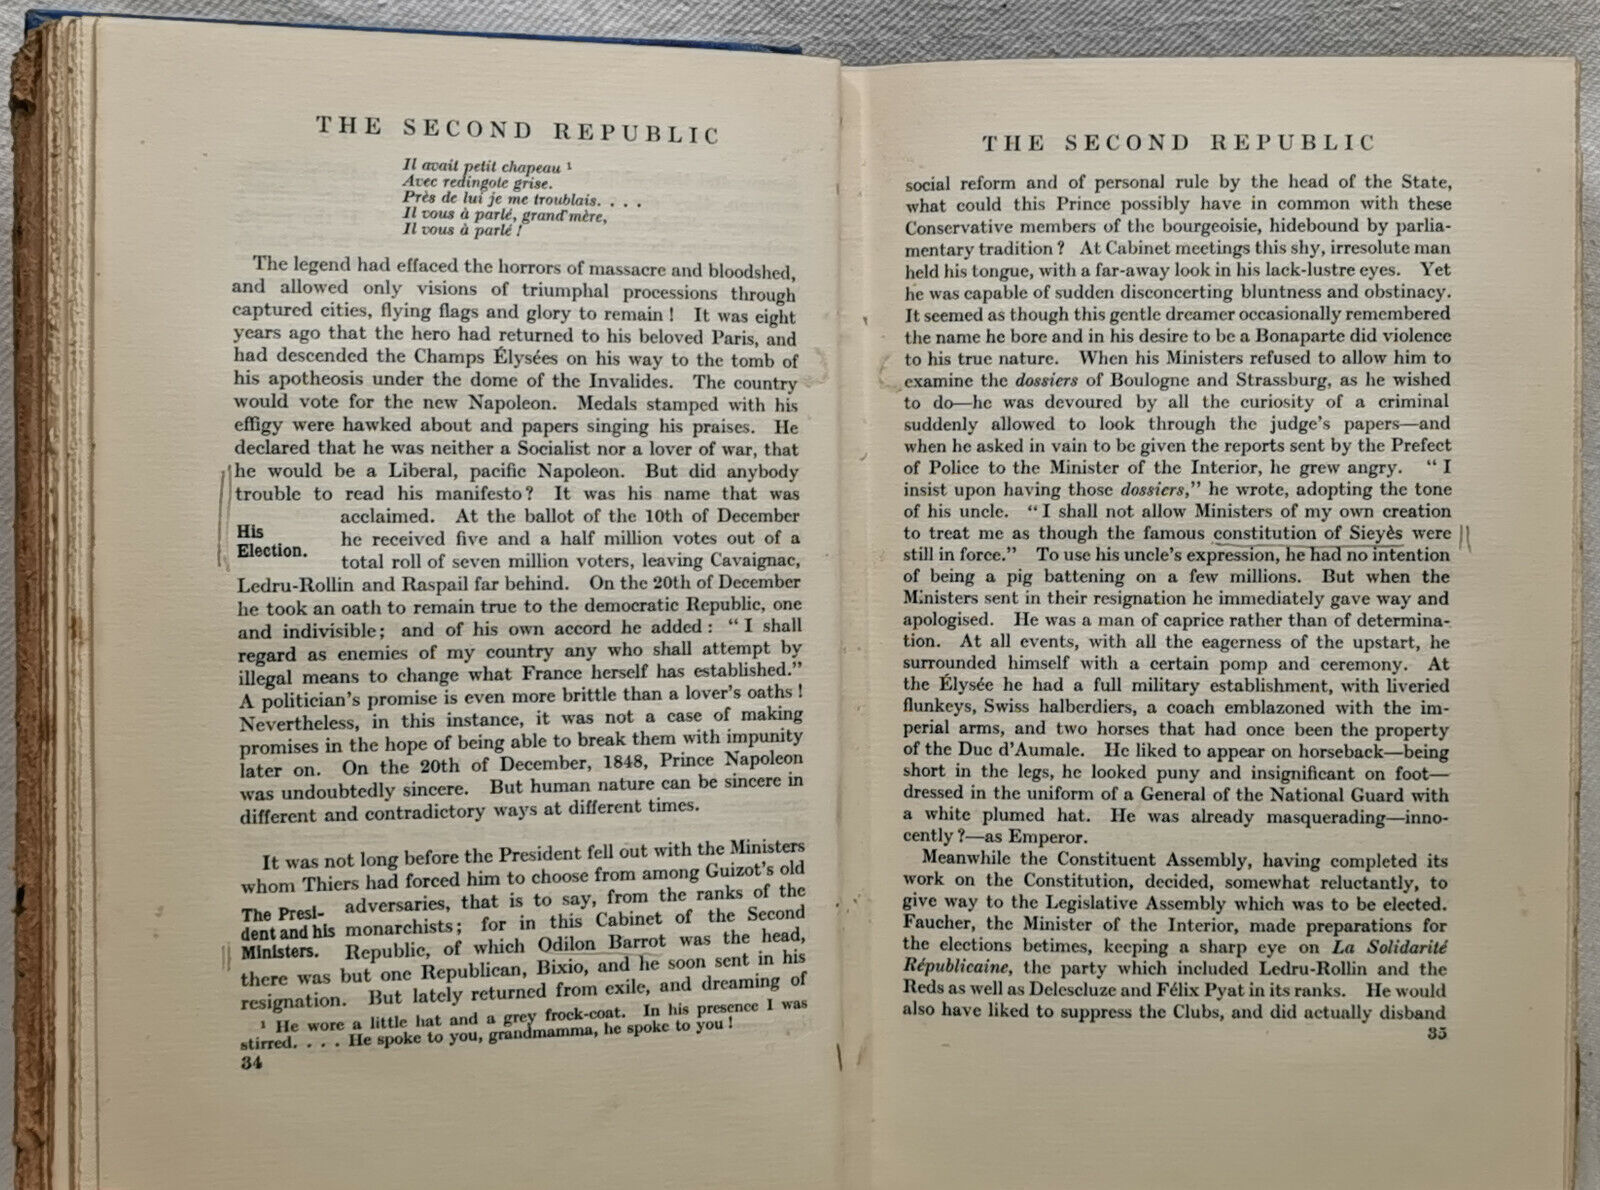 THE SECOND REPUBLIC
Il avait petit chapeau ¹
Avec redingote grise.
Près de lui je me troublais. . . .
Il vous à parlé, grand'mère,
Il vous à parlé !
The legend had effaced the horrors of massacre and bloodshed,
and allowed only visions of triumphal processions through
captured cities, flying flags and glory to remain ! It was eight
years ago that the hero had returned to his beloved Paris, and
had descended the Champs Élysées on his way to the tomb of
his apotheosis under the dome of the Invalides. The country
would vote for the new Napoleon. Medals stamped with his
effigy were hawked about and papers singing his praises. He
declared that he was neither a Socialist nor a lover of war, that
he would be a Liberal, pacific Napoleon. But did anybody
trouble to read his manifesto? It was his name that was
acclaimed. At the ballot of the 10th of December
His
Election.
he received five and a half million votes out of a
total roll of seven million voters, leaving Cavaignac,
Ledru-Rollin and Raspail far behind. On the 20th of December
he took an oath to remain true to the democratic Republic, one
and indivisible; and of his own accord he added : “ I shall
regard as enemies of my country any who shall attempt by
illegal means to change what France herself has established.”
A politician's promise is even more brittle than a lover's oaths !
Nevertheless, in this instance, it was not a case of making
promises in the hope of being able to break them with impunity
later on. On the 20th of December, 1848, Prince Napoleon
was undoubtedly sincere. But human nature can be sincere in
different and contradictory ways at different times.
It was not long before the President fell out with the Ministers
whom Thiers had forced him to choose from among Guizot's old
The Presi-
dent and his
Ministers.
adversaries, that is to say, from the ranks of the
monarchists; for in this Cabinet of the Second
Republic, of which Odilon Barrot was the head,
there was but one Republican, Bixio, and he soon sent in his
resignation. But lately returned from exile, and dreaming of
¹ He wore a little hat and a grey frock-coat. In his presence I was
stirred. . . . He spoke to you, grandmamma, he spoke to you !
34
THE SECOND REPUBLIC
social reform and of personal rule by the head of the State,
what could this Prince possibly have in common with these
Conservative members of the bourgeoisie, hidebound by parlia-
mentary tradition ? At Cabinet meetings this shy, irresolute man
held his tongue, with a far-away look in his lack-lustre eyes. Yet
he was capable of sudden disconcerting bluntness and obstinacy.
It seemed as though this gentle dreamer occasionally remembered
the name he bore and in his desire to be a Bonaparte did violence
to his true nature. When his Ministers refused to allow him to
examine the dossiers of Boulogne and Strassburg, as he wished
to do—he was devoured by all the curiosity of a criminal
suddenly allowed to look through the judge's papers—and
when he asked in vain to be given the reports sent by the Prefect
of Police to the Minister of the Interior, he grew angry. “ I
insist upon having those dossiers,” he wrote, adopting the tone
of his uncle. “ I shall not allow Ministers of my own creation
to treat me as though the famous constitution of Sieyès were
still in force.” To use his uncle's expression, he had no intention
of being a pig battening on a few millions. But when the
Ministers sent in their resignation he immediately gave way and
apologised. He was a man of caprice rather than of determina-
tion. At all events, with all the eagerness of the upstart, he
surrounded himself with a certain pomp and ceremony. At
the Élysée he had a full military establishment, with liveried
flunkeys, Swiss halberdiers, a coach emblazoned with the im-
perial arms, and two horses that had once been the property
of the Duc d'Aumale. He liked to appear on horseback—being
short in the legs, he looked puny and insignificant on foot—
dressed in the uniform of a General of the National Guard with
a white plumed hat. He was already masquerading—inno-
cently ?—as Emperor.
Meanwhile the Constituent Assembly, having completed its
work on the Constitution, decided, somewhat reluctantly, to
give way to the Legislative Assembly which was to be elected.
Faucher, the Minister of the Interior, made preparations for
the elections betimes, keeping a sharp eye on La Solidarité
Républicaine, the party which included Ledru-Rollin and the
Reds as well as Delescluze and Félix Pyat in its ranks. He would
also have liked to suppress the Clubs, and did actually disband
35